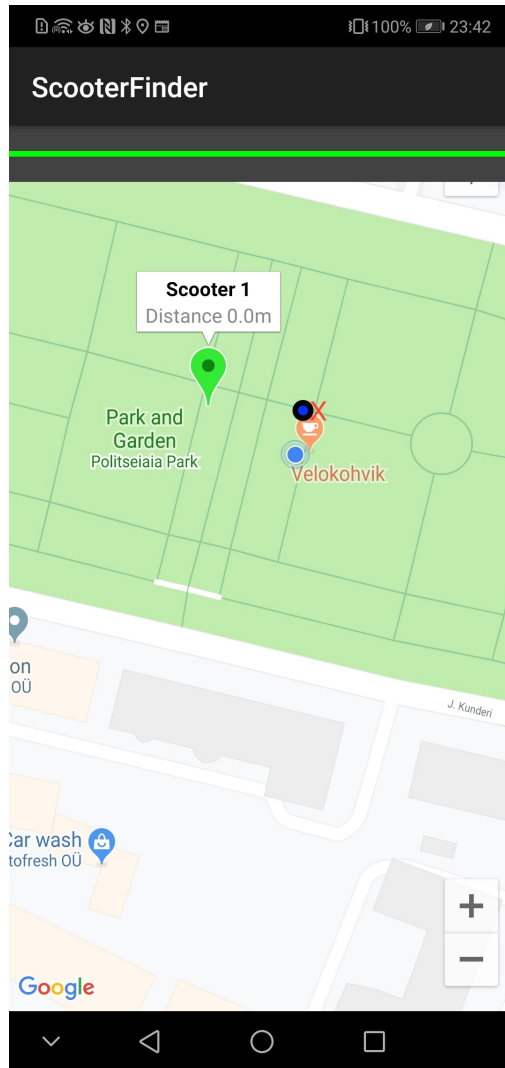 100% 23:42
ScooterFinder
Scooter 1
Distance 0.0m
X
Park and
Garden
Politseiaia Park
Velokohvik
on
OÜ
J. Kunderi
Car wash
tofresh OÜ
+
−
Google